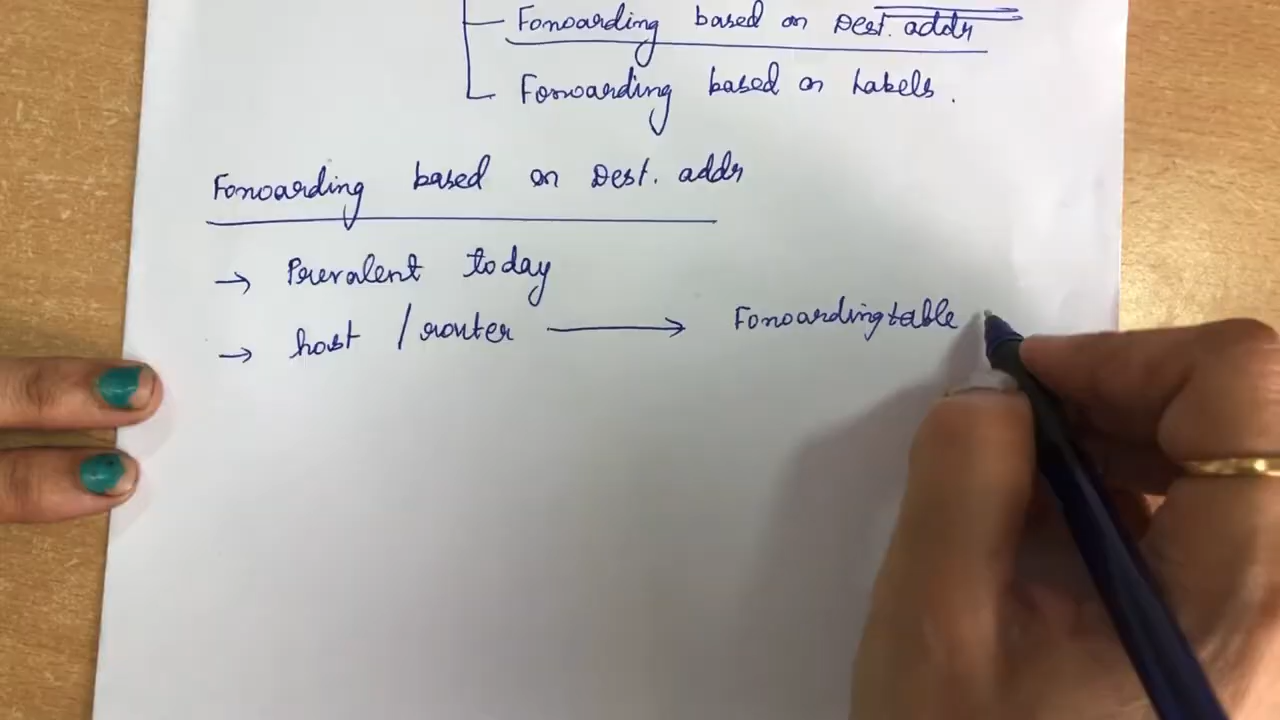 Forwarding based on Dest. addr
Forwarding based on Labels.
Forwarding based on Dest. addr
→ Prevalent today
→ host / router → Forwarding table